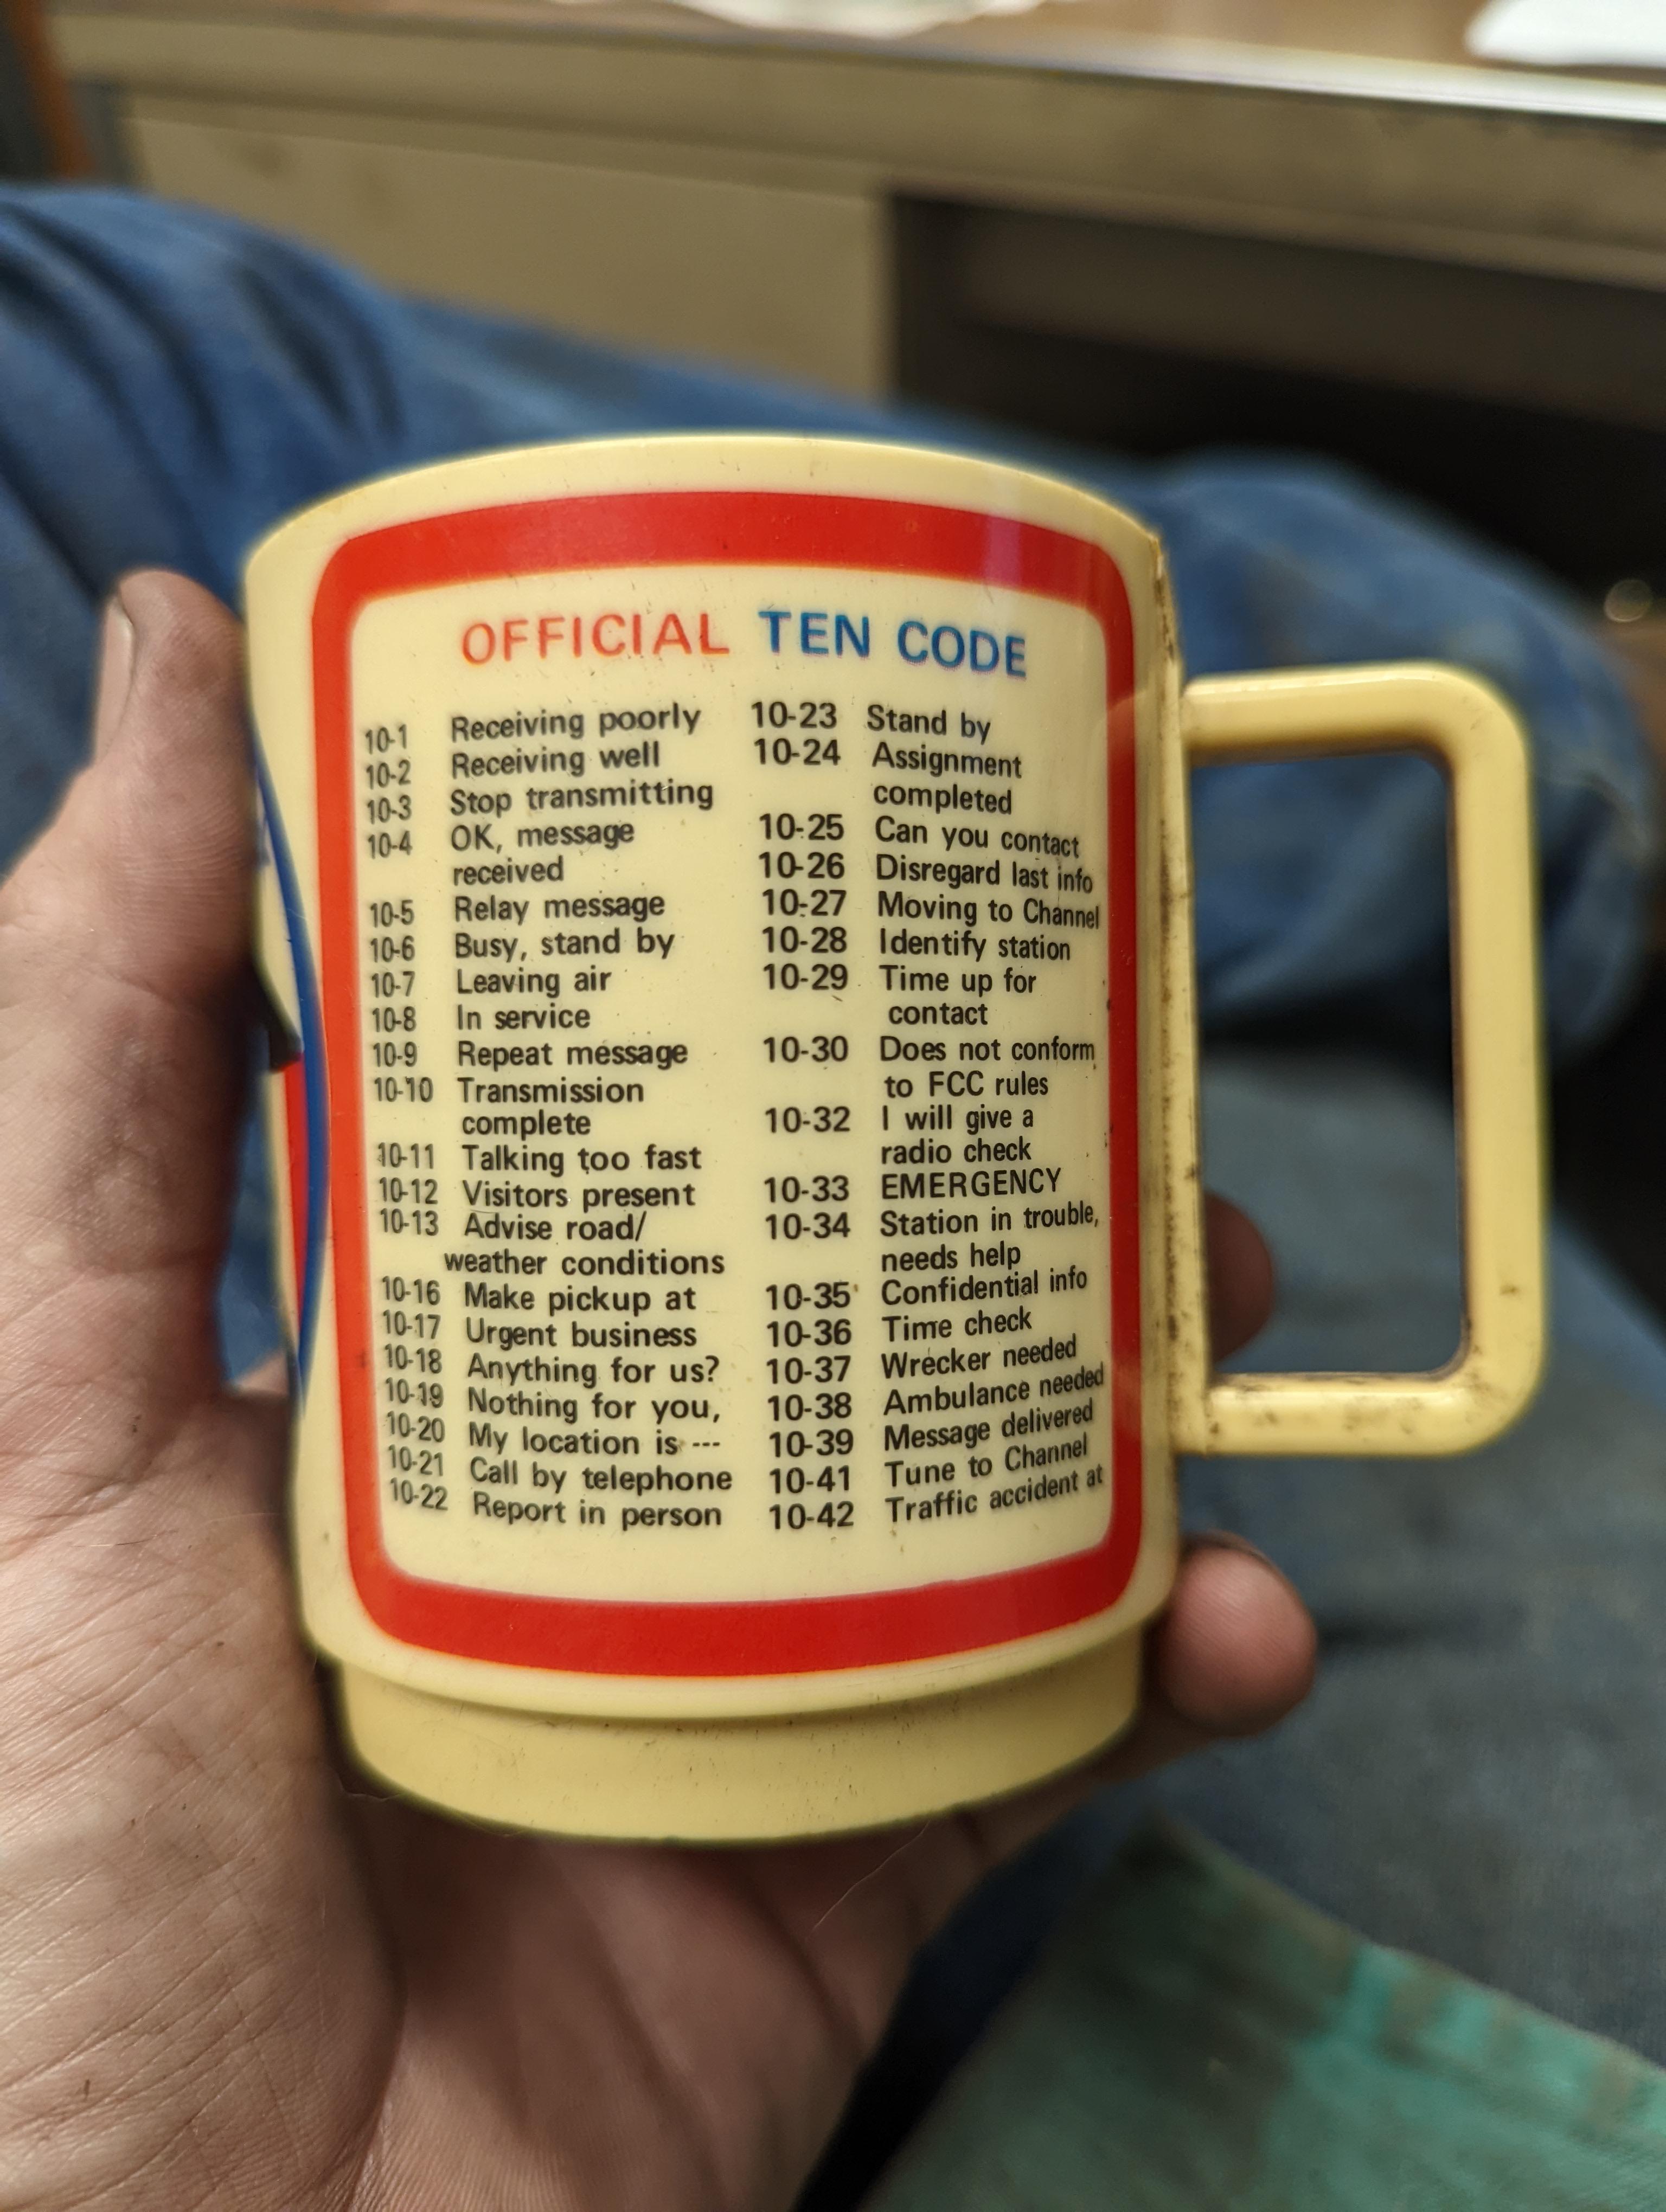 OFFICIAL TEN CODE
10-1 Receiving poorly
10-2 Receiving well
10-3 Stop transmitting
10-4 OK, message
received
10-5 Relay message
10-6 Busy, stand by
10-7 Leaving air
10-8 In service
10-9 Repeat message
10-10 Transmission
complete
10-11 Talking too fast
10-12 Visitors present
10-13 Advise road/
weather conditions
10-16 Make pickup at
10-17 Urgent business
10-18 Anything for us?
10-19 Nothing for you,
10-20 My location is ---
10-21 Call by telephone
10-22 Report in person
10-23 Stand by
10-24 Assignment
completed
10-25 Can you contact
10-26 Disregard last info
10-27 Moving to Channel
10-28 Identify station
10-29 Time up for
contact
10-30 Does not conform
to FCC rules
10-32 I will give a
radio check
10-33 EMERGENCY
10-34 Station in trouble,
needs help
10-35 Confidential info
10-36 Time check
10-37 Wrecker needed
10-38 Ambulance needed
10-39 Message delivered
10-41 Tune to Channel
10-42 Traffic accident at